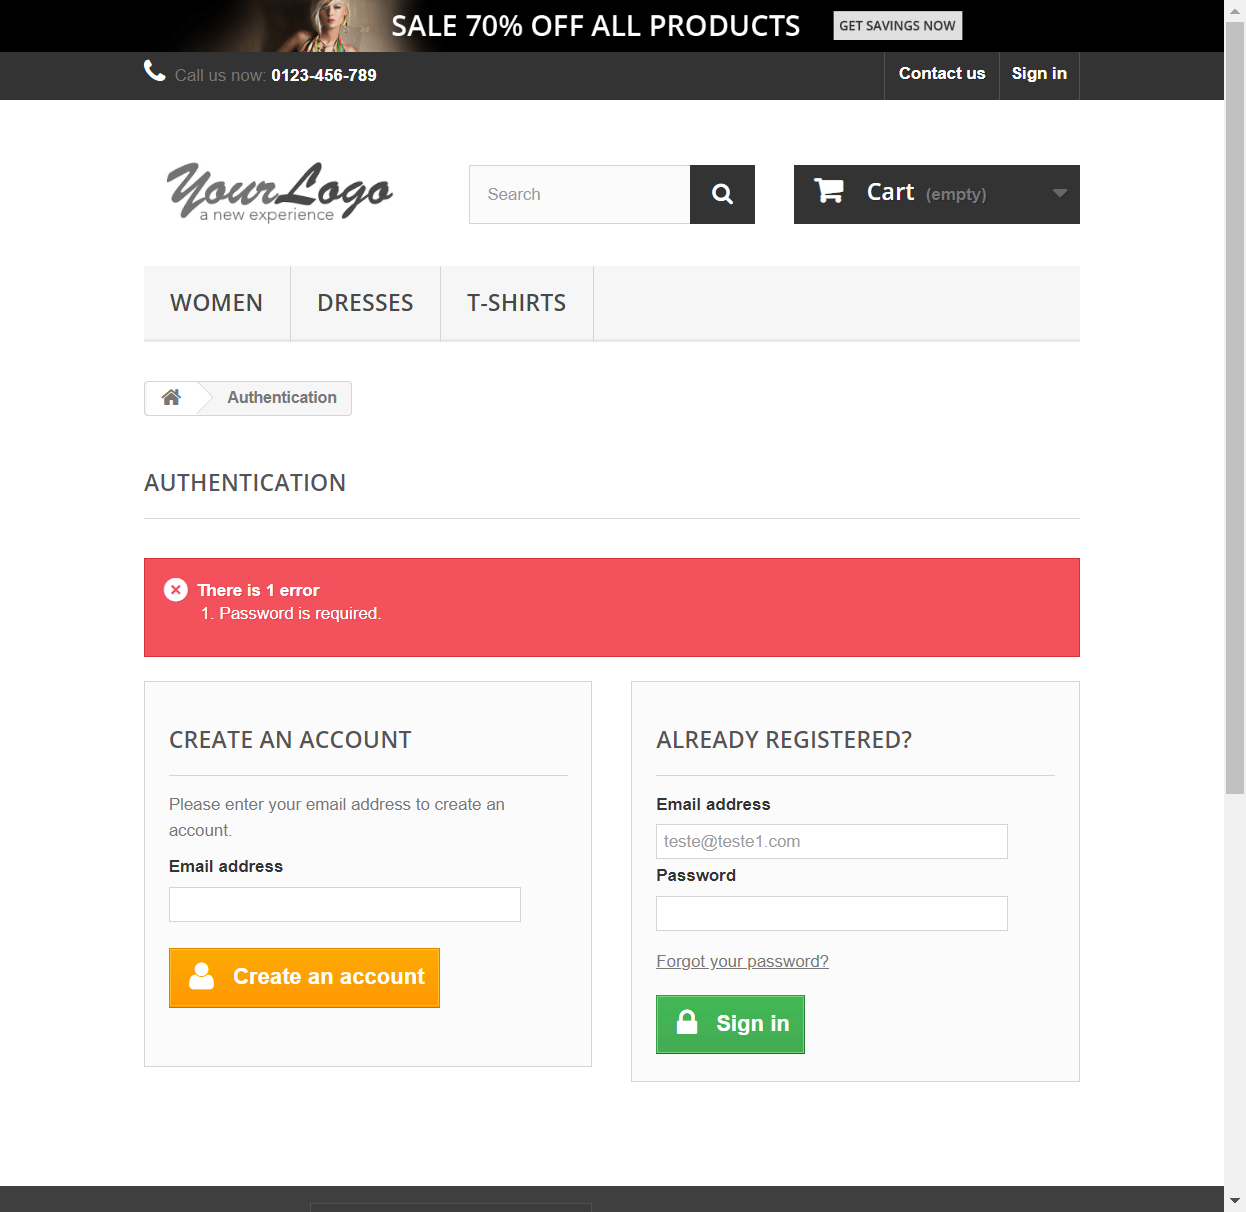 SALE 70% OFF ALL PRODUCTS
GET SAVINGS NOW
Call us now: 0123-456-789
Contact us
Sign in
YourLogo
a new experience
Search
Cart (empty)
WOMEN
DRESSES
T-SHIRTS
Authentication
AUTHENTICATION
There is 1 error
1. Password is required.
CREATE AN ACCOUNT
Please enter your email address to create an
account.
Email address
Create an account
ALREADY REGISTERED?
Email address
teste@teste1.com
Password
Forgot your password?
Sign in